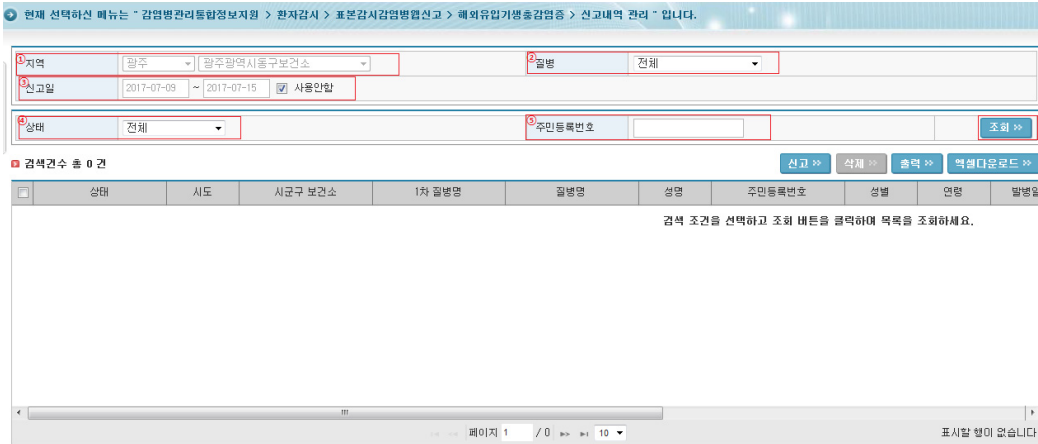 현재 선택하신 메뉴는 " 감염병관리통합정보지원 > 환자감시 > 표본감시감염병웹신고 > 해외유입기생충감염증 > 신고내역 관리 " 입니다.
①지역 광주 광주광역시동구보건소 ②질병 전체
③신고일 2017-07-09 ~ 2017-07-15 사용안함
④상태 전체 ⑤주민등록번호 조회 »
검색건수 총 0 건 신고 » 삭제 » 출력 » 엑셀다운로드 »
상태 시도 시군구 보건소 1차 질병명 질병명 성명 주민등록번호 성별 연령 발병일
검색 조건을 선택하고 조회 버튼을 클릭하여 목록을 조회하세요.
페이지 1 / 0 10 표시할 행이 없습니다